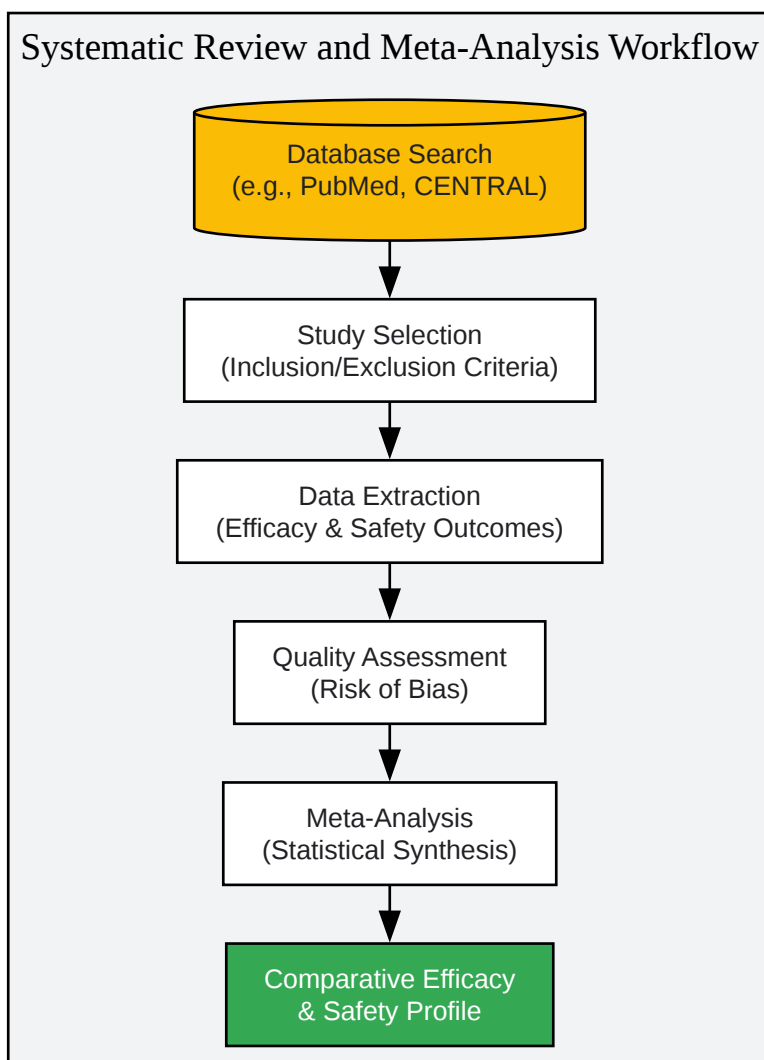 Systematic Review and Meta-Analysis Workflow
Database Search
(e.g., PubMed, CENTRAL)
Study Selection
(Inclusion/Exclusion Criteria)
Data Extraction
(Efficacy & Safety Outcomes)
Quality Assessment
(Risk of Bias)
Meta-Analysis
(Statistical Synthesis)
Comparative Efficacy
& Safety Profile